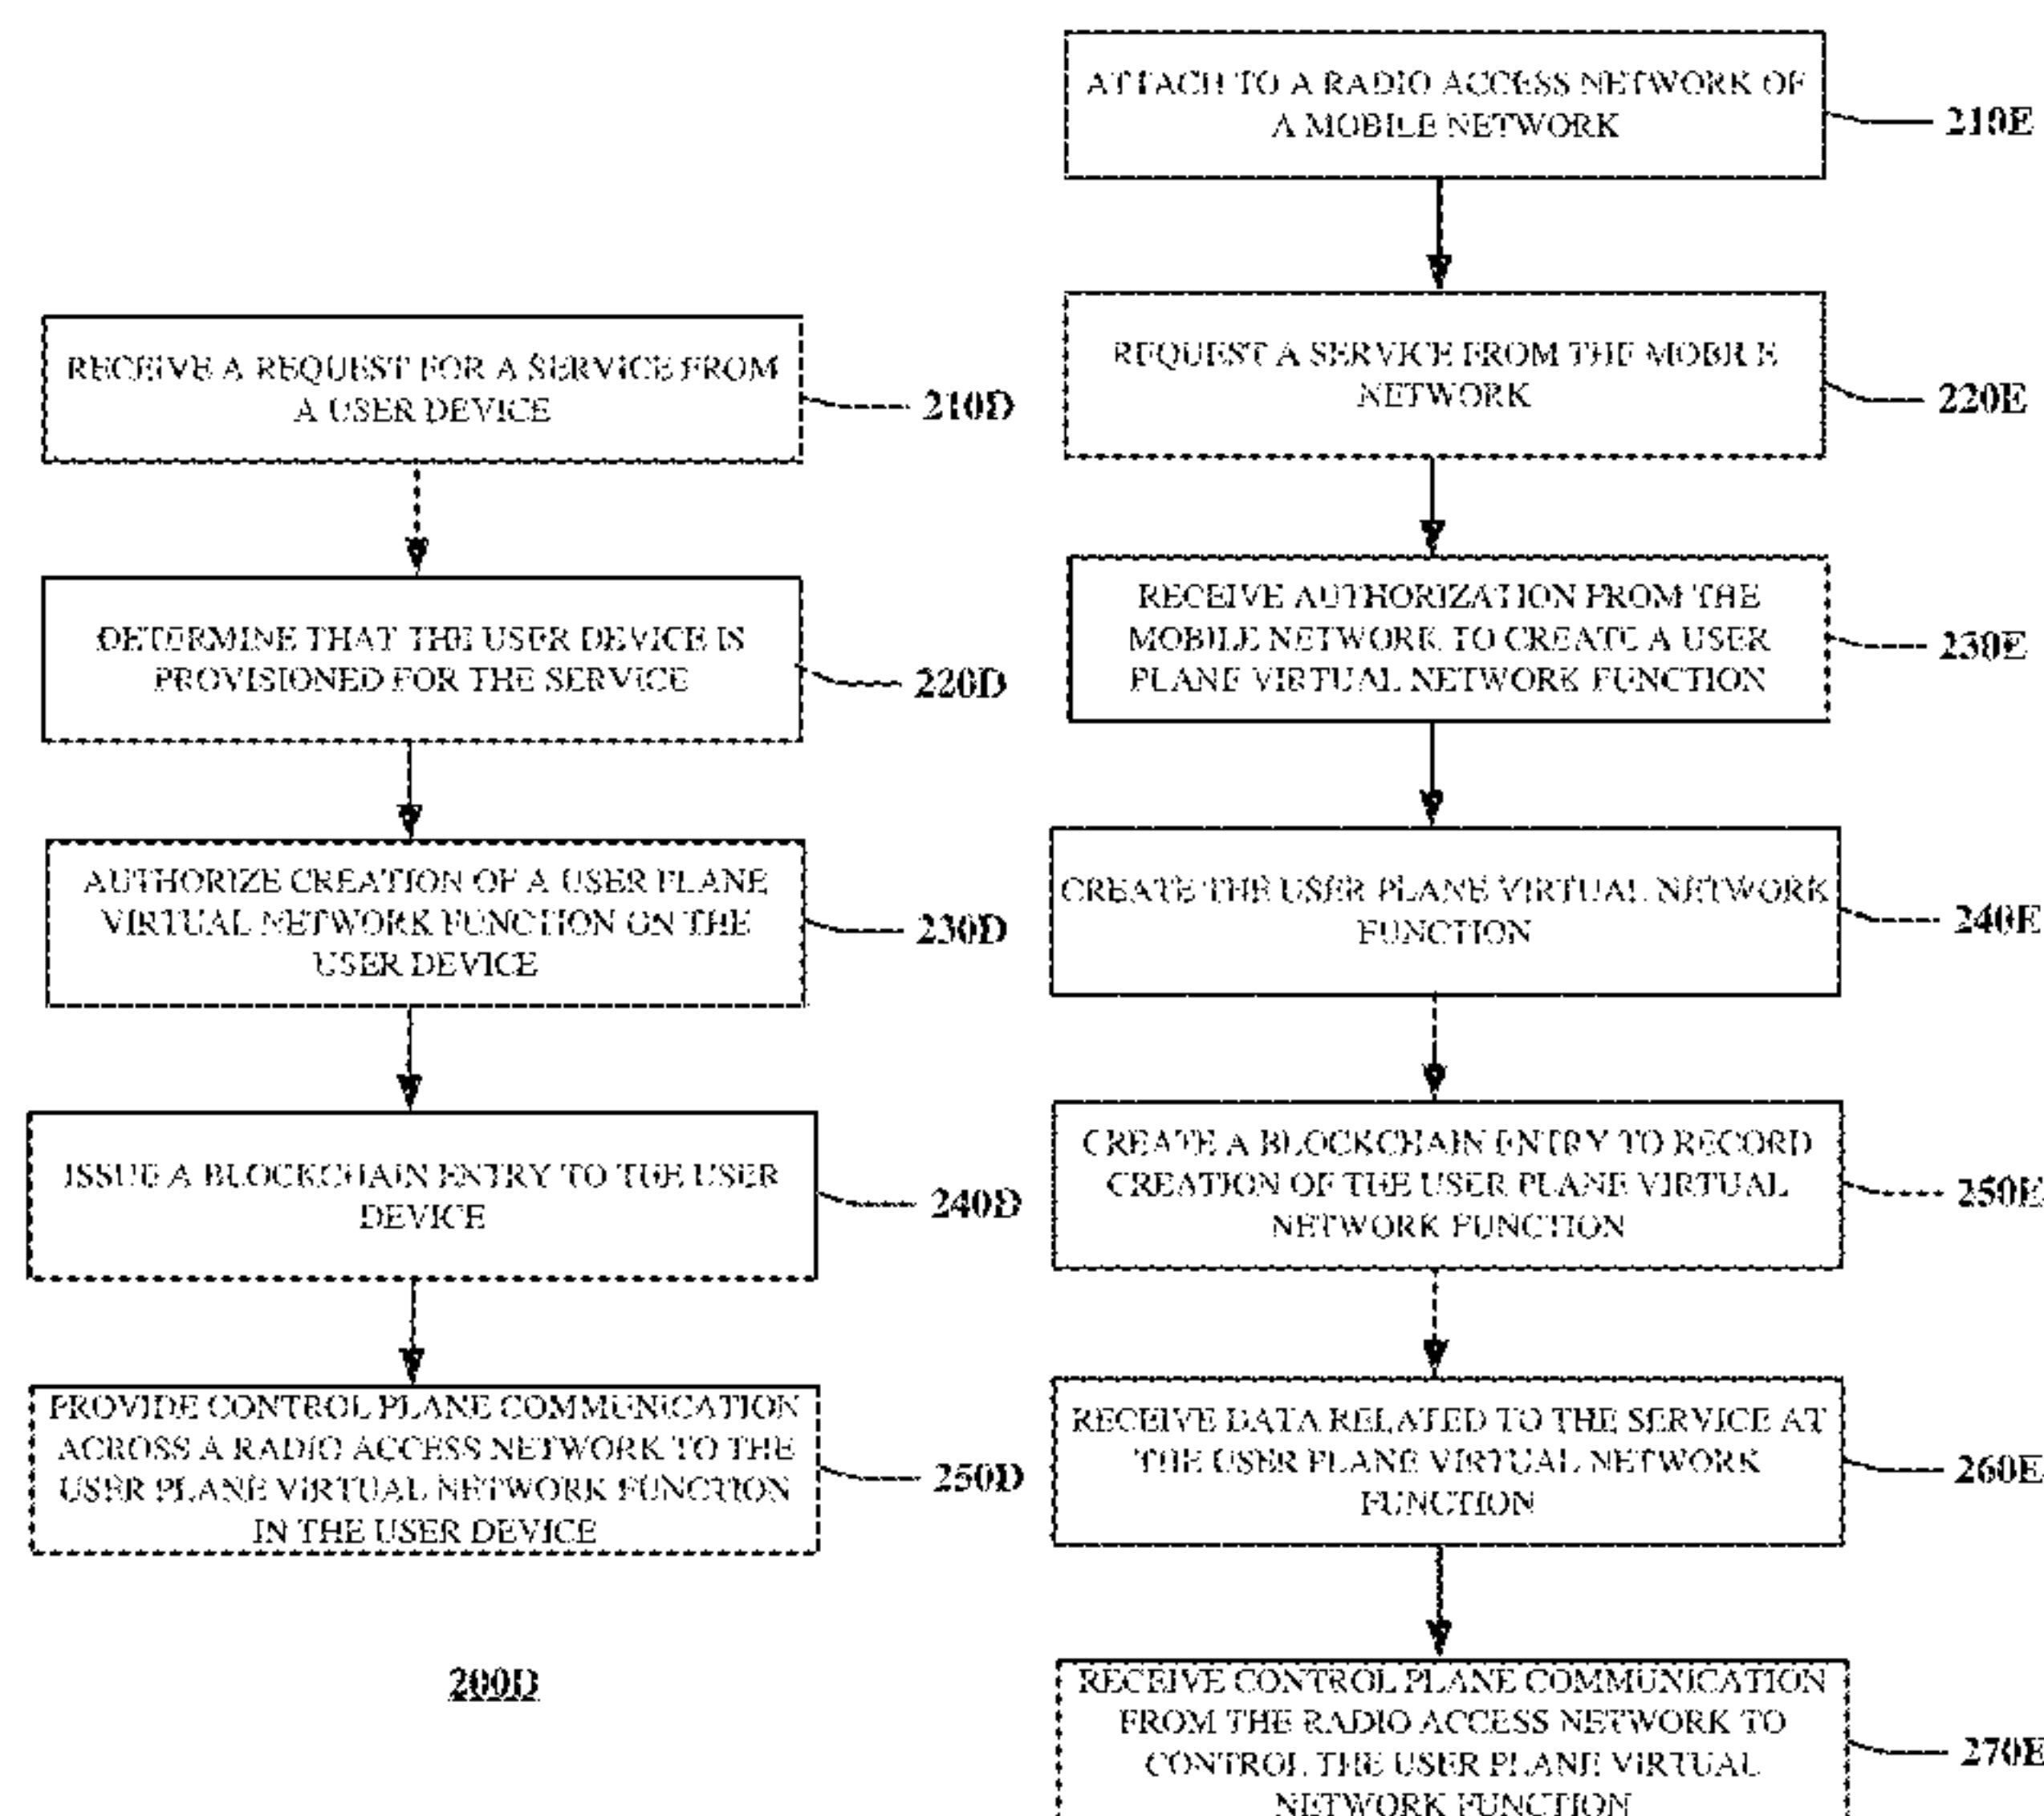 RECEIVE A REQUEST FOR A SERVICE FROM
A USER DEVICE
210D
DETERMINE THAT THE USER DEVICE IS
PROVISIONED FOR THE SERVICE
220D
AUTHORIZE CREATION OF A USER PLANE
VIRTUAL NETWORK FUNCTION ON THE
USER DEVICE
230D
ISSUE A BLOCKCHAIN ENTRY TO THE USER
DEVICE
240D
PROVIDE CONTROL PLANE COMMUNICATION
ACROSS A RADIO ACCESS NETWORK TO THE
USER PLANE VIRTUAL NETWORK FUNCTION
IN THE USER DEVICE
250D
200D
ATTACH TO A RADIO ACCESS NETWORK OF
A MOBILE NETWORK
210E
REQUEST A SERVICE FROM THE MOBILE
NETWORK
220E
RECEIVE AUTHORIZATION FROM THE
MOBILE NETWORK TO CREATE A USER
PLANE VIRTUAL NETWORK FUNCTION
230E
CREATE THE USER PLANE VIRTUAL NETWORK
FUNCTION
240E
CREATE A BLOCKCHAIN ENTRY TO RECORD
CREATION OF THE USER PLANE VIRTUAL
NETWORK FUNCTION
250E
RECEIVE DATA RELATED TO THE SERVICE AT
THE USER PLANE VIRTUAL NETWORK
FUNCTION
260E
RECEIVE CONTROL PLANE COMMUNICATION
FROM THE RADIO ACCESS NETWORK TO
CONTROL THE USER PLANE VIRTUAL
NETWORK FUNCTION
270E